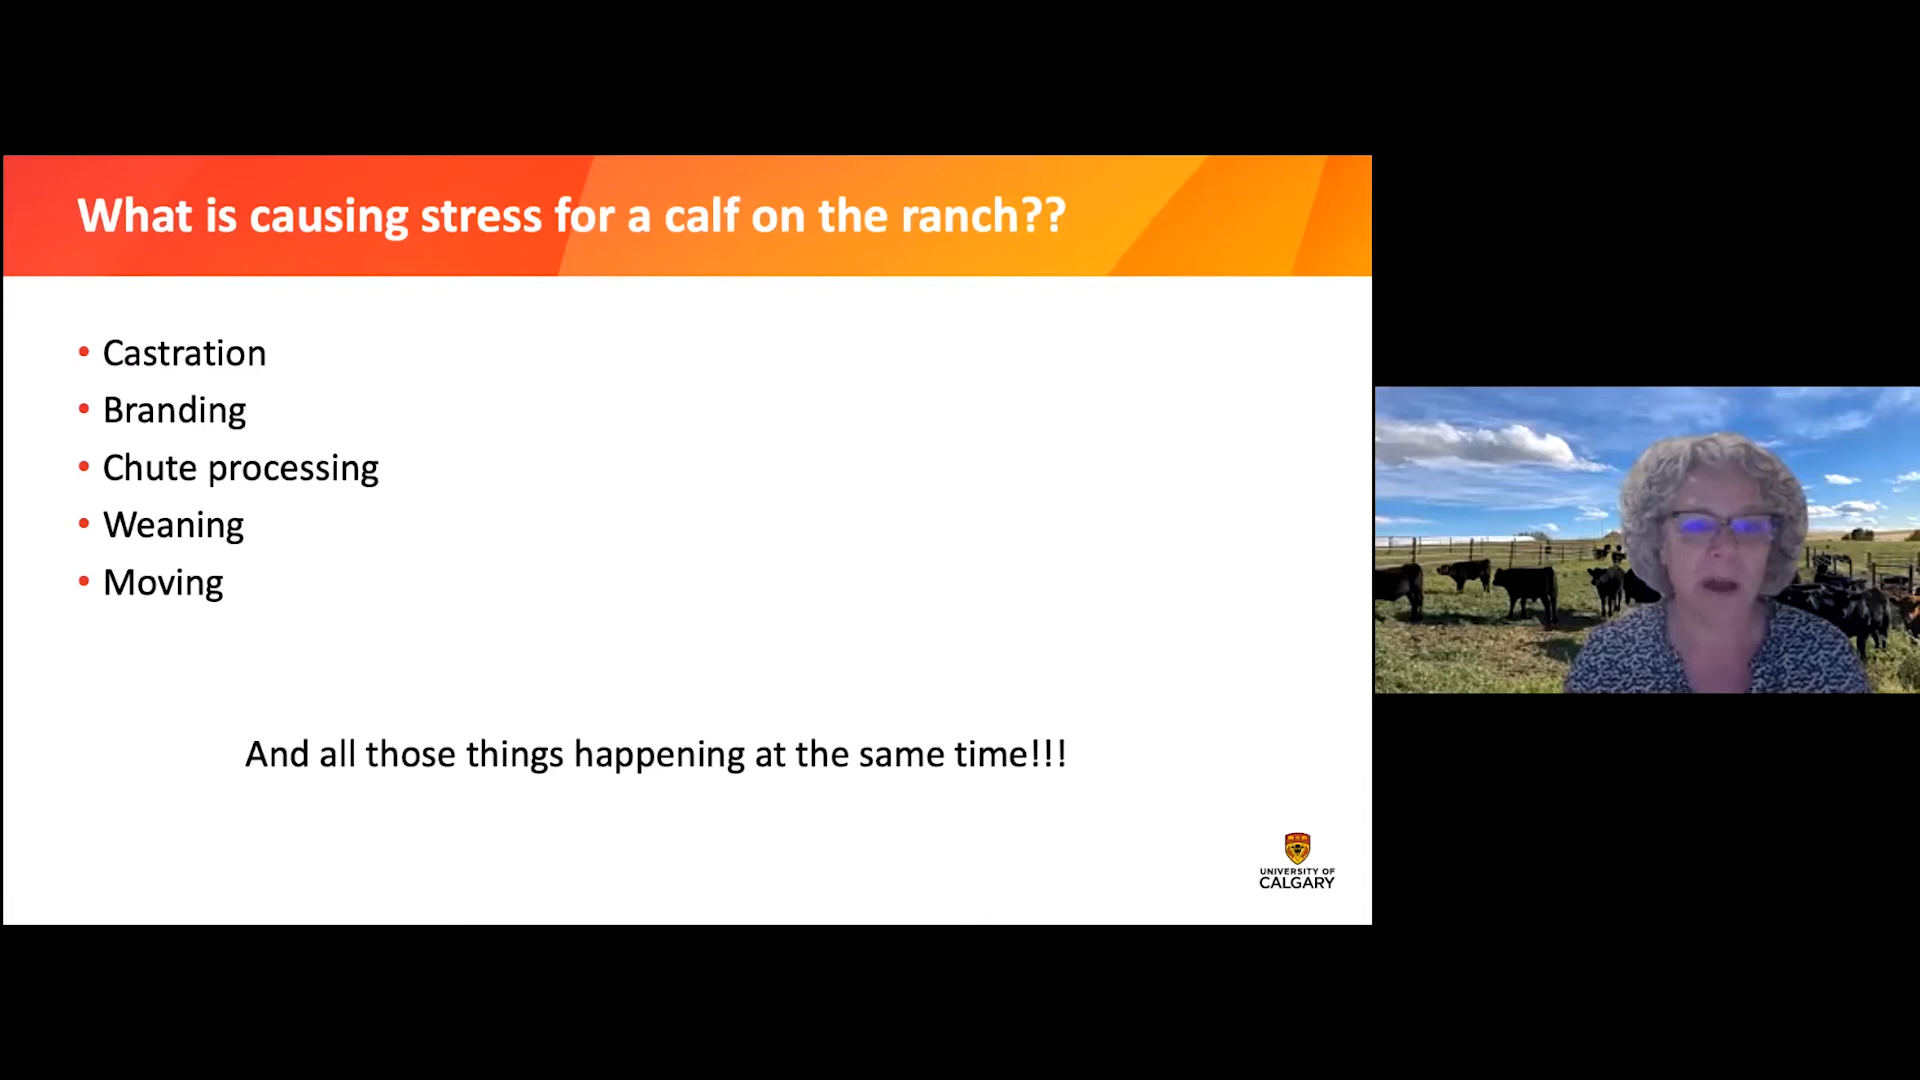 What is causing stress for a calf on the ranch??
• Castration
• Branding
• Chute processing
• Weaning
• Moving
And all those things happening at the same time!!!
UNIVERSITY OF
CALGARY